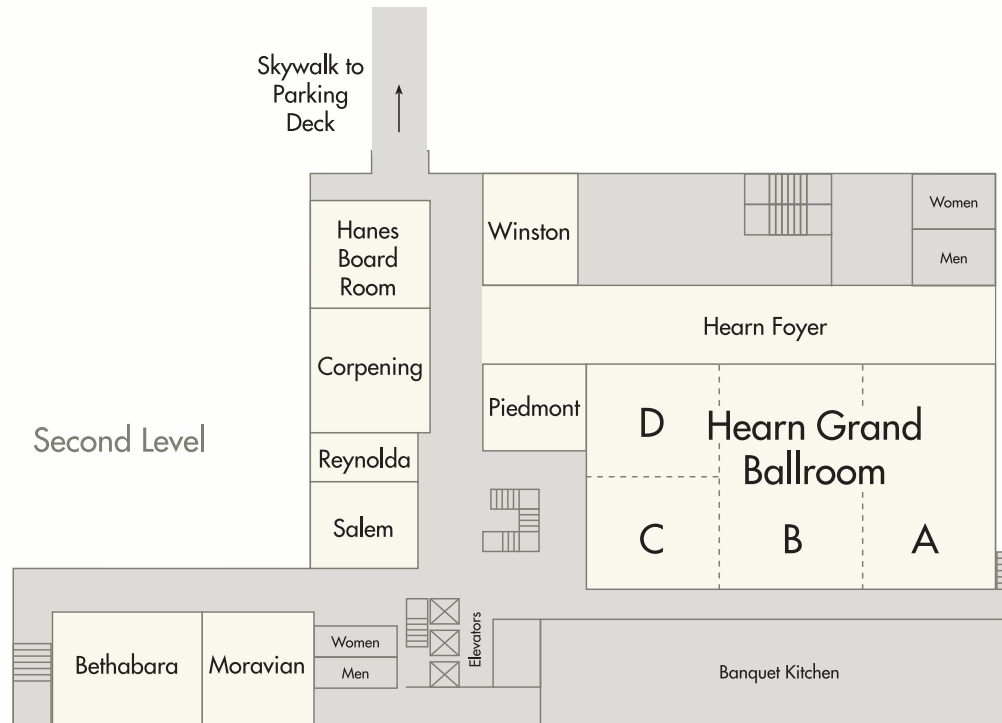 Skywalk to
Parking
Deck
Women
Hanes
Board
Room
Winston
Men
Hearn Foyer
Corpening
Piedmont
D
Hearn Grand
Ballroom
Second Level
Reynolda
Salem
C
B
A
Elevators
Women
Bethabara
Moravian
Men
Banquet Kitchen